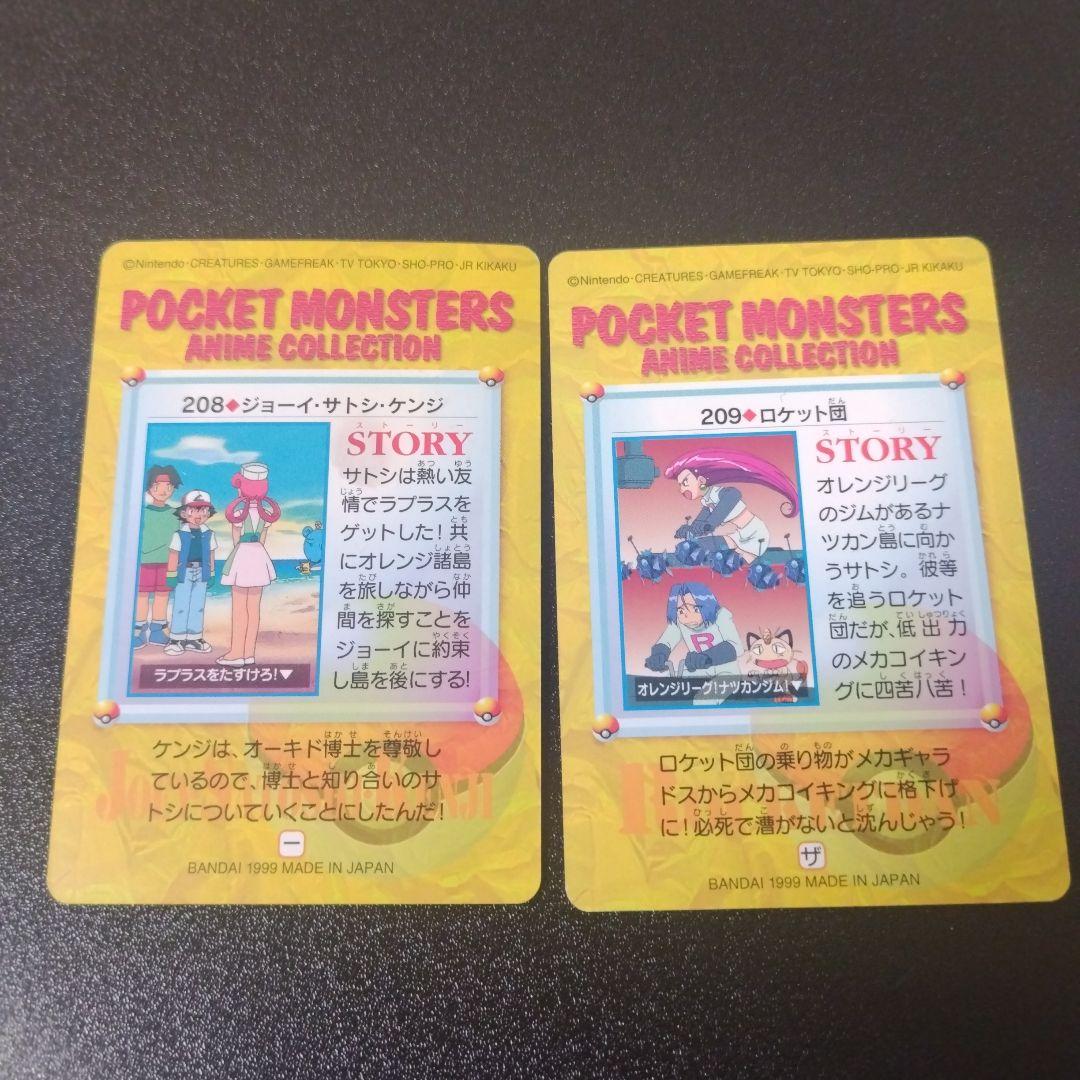 ©Nintendo・CREATURES・GAMEFREAK・TV TOKYO・SHO-PRO・JR KIKAKU
POCKET MONSTERS
ANIME COLLECTION
208◆ジョーイ・サトシ・ケンジ
ストーリー
STORY
サトシは熱い友
情でラプラスを
ゲットした!共
にオレンジ諸島
を旅しながら仲
間を探すことを
ジョーイに約束
し島を後にする!
ラプラスをたすけろ!▼
ケンジは、オーキド博士を尊敬し
ているので、博士と知り合いのサ
トシについていくことにしたんだ!
ー
BANDAI 1999 MADE IN JAPAN
©Nintendo・CREATURES・GAMEFREAK・TV TOKYO・SHO-PRO・JR KIKAKU
POCKET MONSTERS
ANIME COLLECTION
209◆ロケット団
ストーリー
STORY
オレンジリーグ
のジムがあるナ
ツカン島に向か
うサトシ。彼等
を追うロケット
団だが、低出力
のメカコイキン
グに四苦八苦!
R
オレンジリーグ!ナツカンジム!▼
ロケット団の乗り物がメカギャラ
ドスからメカコイキングに格下げ
に!必死で漕がないと沈んじゃう!
ザ
BANDAI 1999 MADE IN JAPAN